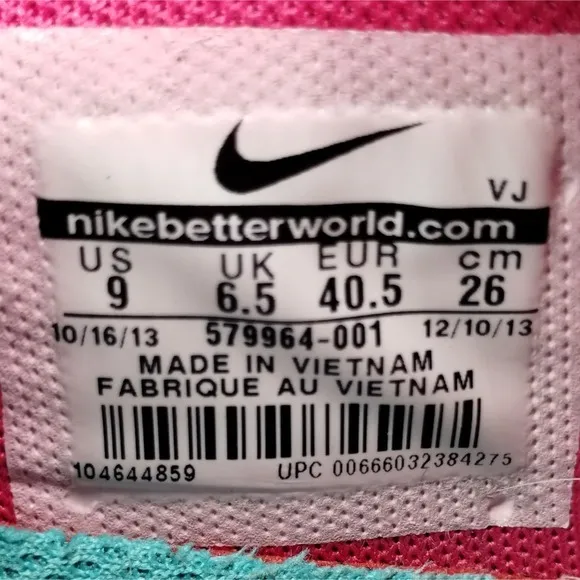 VJ
nikebetterworld.com
US UK EUR cm
9 6.5 40.5 26
10/16/13 579964-001 12/10/13
MADE IN VIETNAM
FABRIQUE AU VIETNAM
104644859 UPC 00666032384275